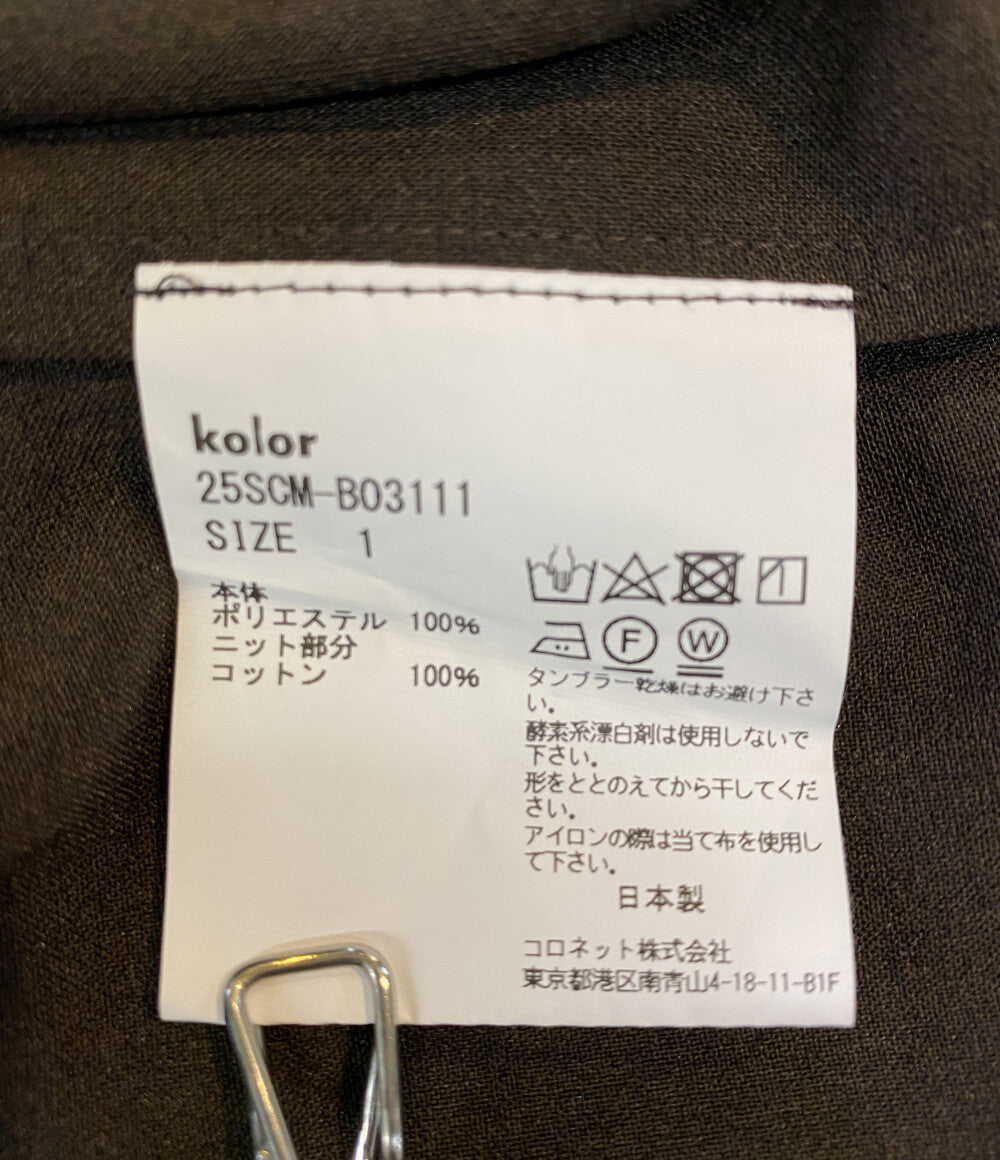 kolor
25SCM-B03111
SIZE 1
本体
ポリエステル 100%
ニット部分
コットン 100%
F W
タンブラー乾燥はお避け下さ
い。
酵素系漂白剤は使用しないで
下さい。
形をととのえてから干してくだ
さい。
アイロンの際は当て布を使用し
て下さい。
日本製
コロネット株式会社
東京都港区南青山4-18-11-B1F